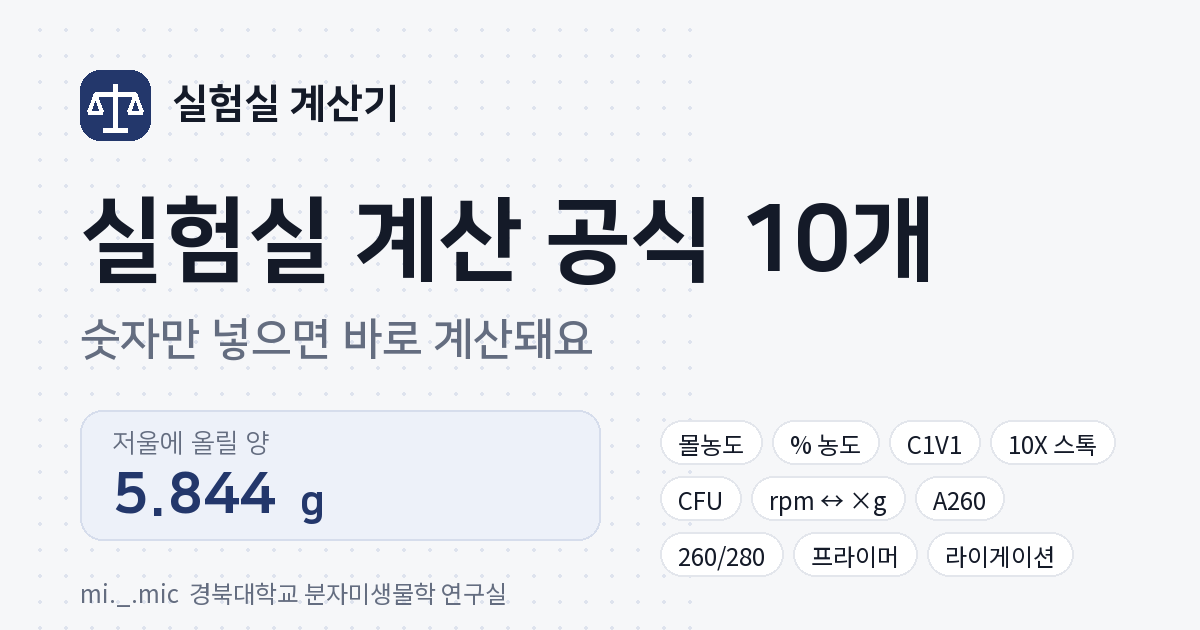 실험실 계산기
실험실 계산 공식 10개
숫자만 넣으면 바로 계산돼요
저울에 올릴 양
5.844 g
몰농도 % 농도 C1V1 10X 스톡
CFU rpm ↔ ×g A260
260/280 프라이머 라이게이션
mi._.mic 경북대학교 분자미생물학 연구실